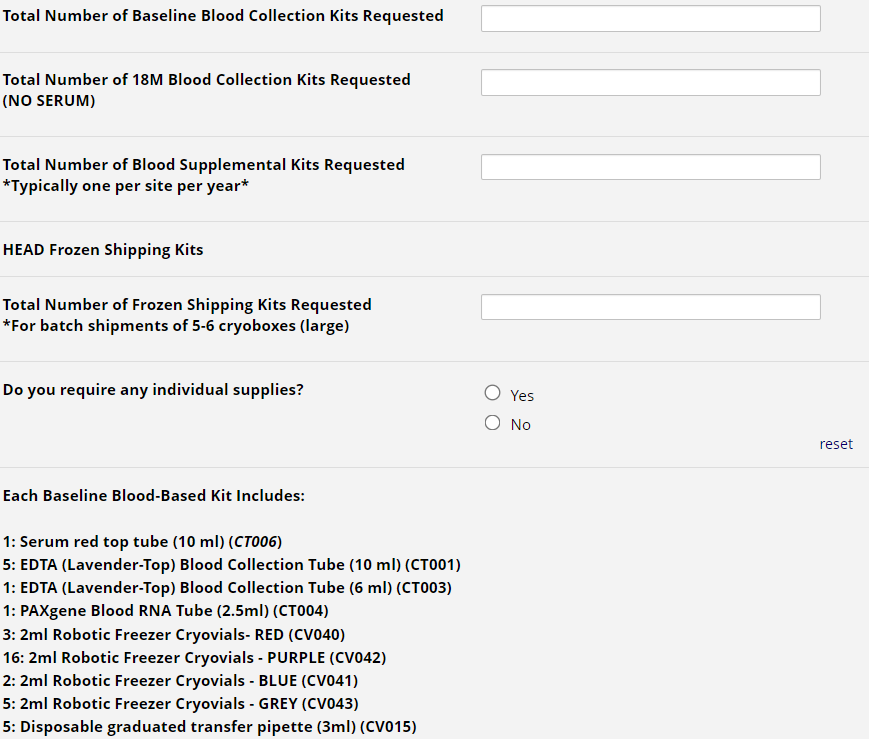 Total Number of Baseline Blood Collection Kits Requested
Total Number of 18M Blood Collection Kits Requested
(NO SERUM)
Total Number of Blood Supplemental Kits Requested
*Typically one per site per year*
HEAD Frozen Shipping Kits
Total Number of Frozen Shipping Kits Requested
*For batch shipments of 5-6 cryoboxes (large)
Do you require any individual supplies?
Yes
No
reset
Each Baseline Blood-Based Kit Includes:
1: Serum red top tube (10 ml) (CT006)
5: EDTA (Lavender-Top) Blood Collection Tube (10 ml) (CT001)
1: EDTA (Lavender-Top) Blood Collection Tube (6 ml) (CT003)
1: PAXgene Blood RNA Tube (2.5ml) (CT004)
3: 2ml Robotic Freezer Cryovials- RED (CV040)
16: 2ml Robotic Freezer Cryovials - PURPLE (CV042)
2: 2ml Robotic Freezer Cryovials - BLUE (CV041)
5: 2ml Robotic Freezer Cryovials - GREY (CV043)
5: Disposable graduated transfer pipette (3ml) (CV015)